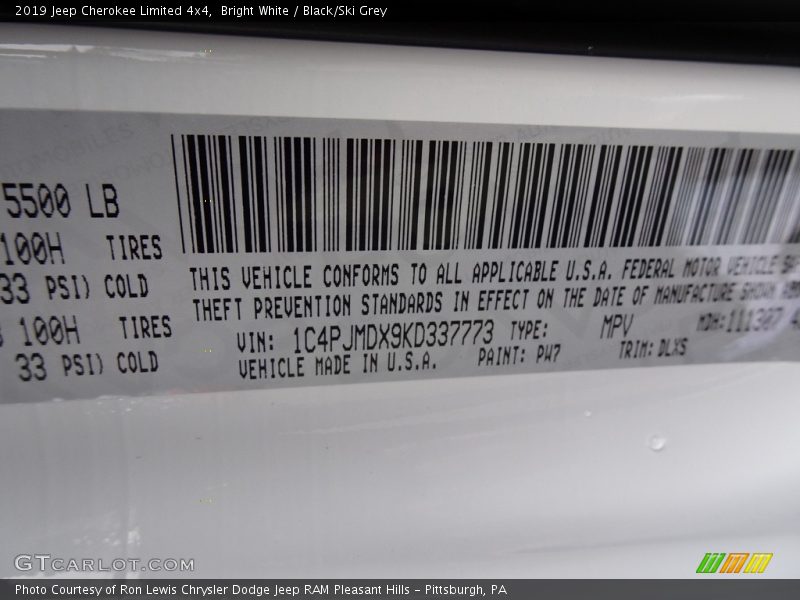 2019 Jeep Cherokee Limited 4x4,  Bright White / Black/Ski Grey
5500 LB
100H TIRES
33 PSI) COLD
100H TIRES
33 PSI) COLD
THIS VEHICLE CONFORMS TO ALL APPLICABLE U.S.A. FEDERAL MOTOR VEHICLE
THEFT PREVENTION STANDARDS IN EFFECT ON THE DATE OF MANUFACTURE SHOWN
VIN: 1C4PJMDX9KD337773 TYPE: MPV MDH:111307
VEHICLE MADE IN U.S.A. PAINT: PW7 TRIM: DLXS
GTCARLOT.COM
Photo Courtesy of Ron Lewis Chrysler Dodge Jeep RAM Pleasant Hills - Pittsburgh, PA